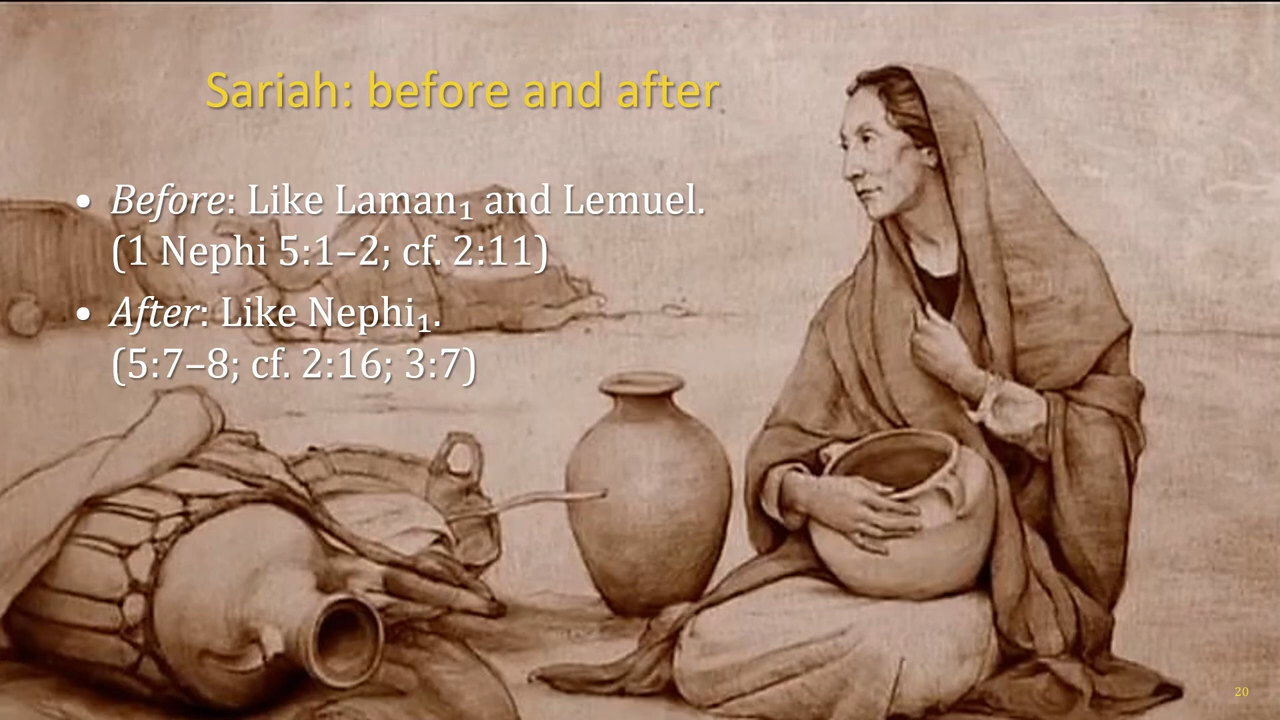 Sariah: before and after
• Before: Like Laman₁ and Lemuel.
(1 Nephi 5:1–2; cf. 2:11)
• After: Like Nephi₁.
(5:7–8; cf. 2:16; 3:7)
20